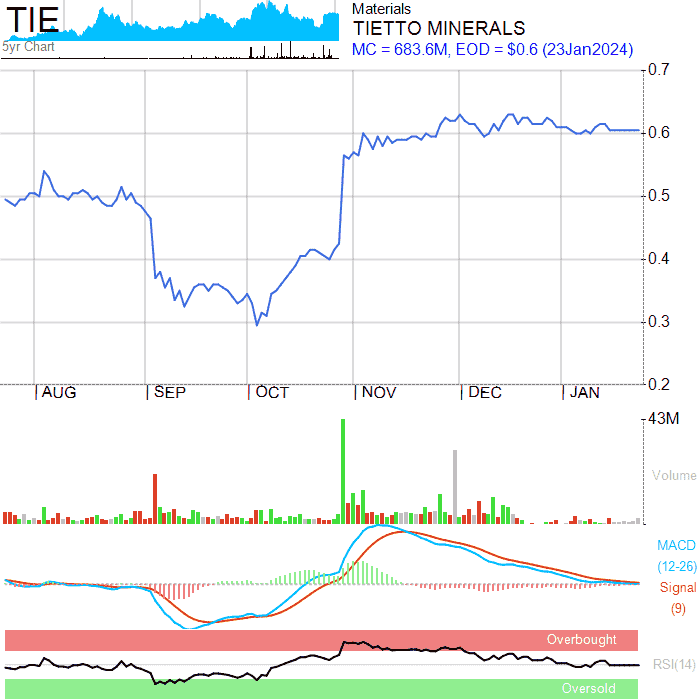 TIE
5yr Chart
Materials
TIETTO MINERALS
MC = 683.6M, EOD = $0.6 (23Jan2024)
0.7
0.6
0.5
0.4
0.3
0.2
AUG SEP OCT NOV DEC JAN
43M
Volume
MACD
(12-26)
Signal
(9)
Overbought
RSI(14)
Oversold